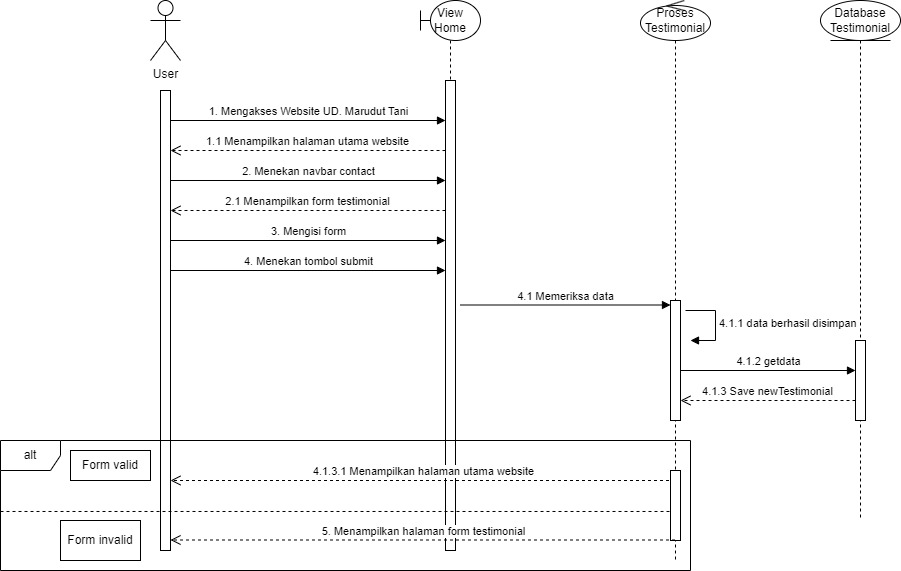 View
Home
Proses
Testimonial
Database
Testimonial
User
1. Mengakses Website UD. Marudut Tani
1.1 Menampilkan halaman utama website
2. Menekan navbar contact
2.1 Menampilkan form testimonial
3. Mengisi form
4. Menekan tombol submit
4.1 Memeriksa data
4.1.1 data berhasil disimpan
4.1.2 getdata
4.1.3 Save newTestimonial
alt
Form valid
4.1.3.1 Menampilkan halaman utama website
5. Menampilkan halaman form testimonial
Form invalid